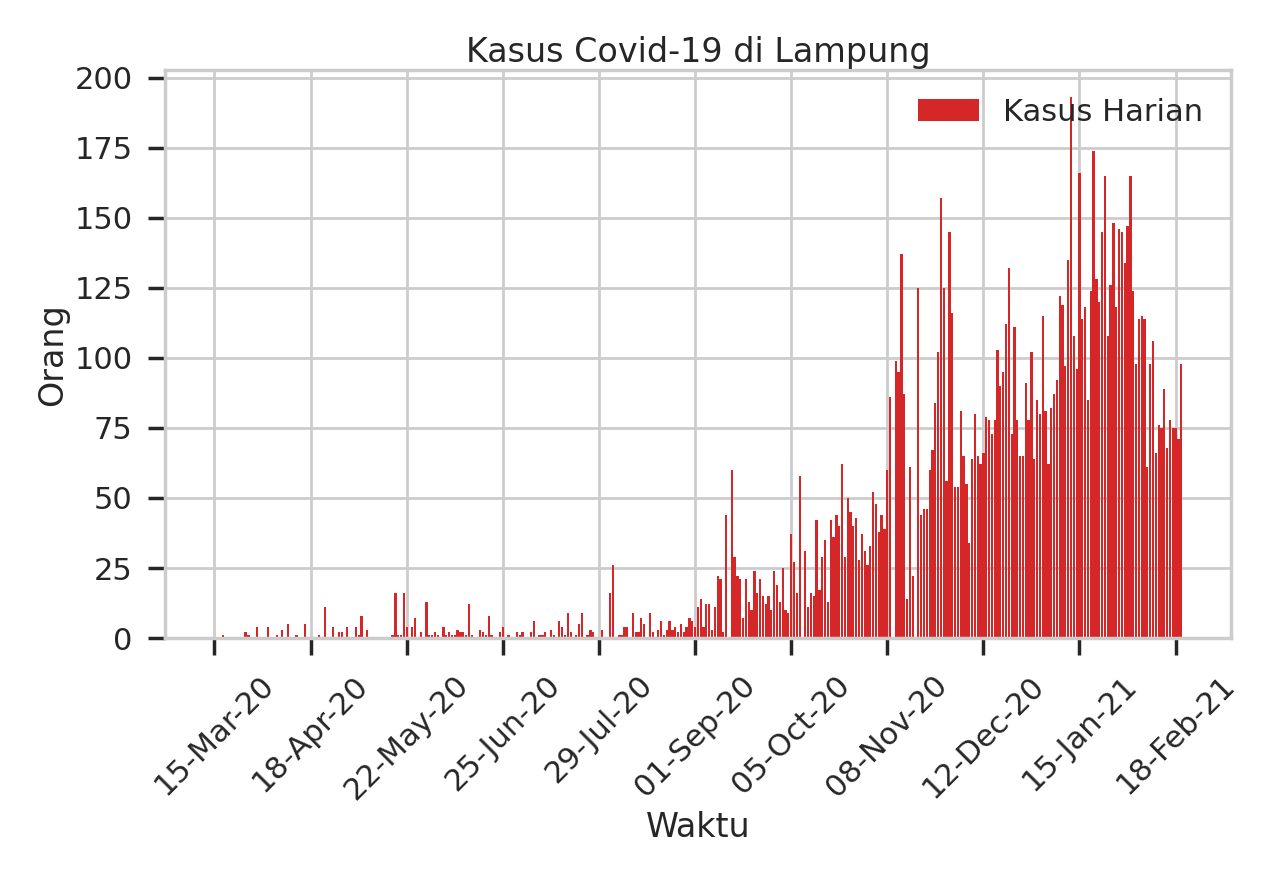 Kasus Covid-19 di Lampung
Kasus Harian
200
175
150
125
100
75
50
25
0
Orang
15-Mar-20
18-Apr-20
22-May-20
25-Jun-20
29-Jul-20
01-Sep-20
05-Oct-20
08-Nov-20
12-Dec-20
15-Jan-21
18-Feb-21
Waktu